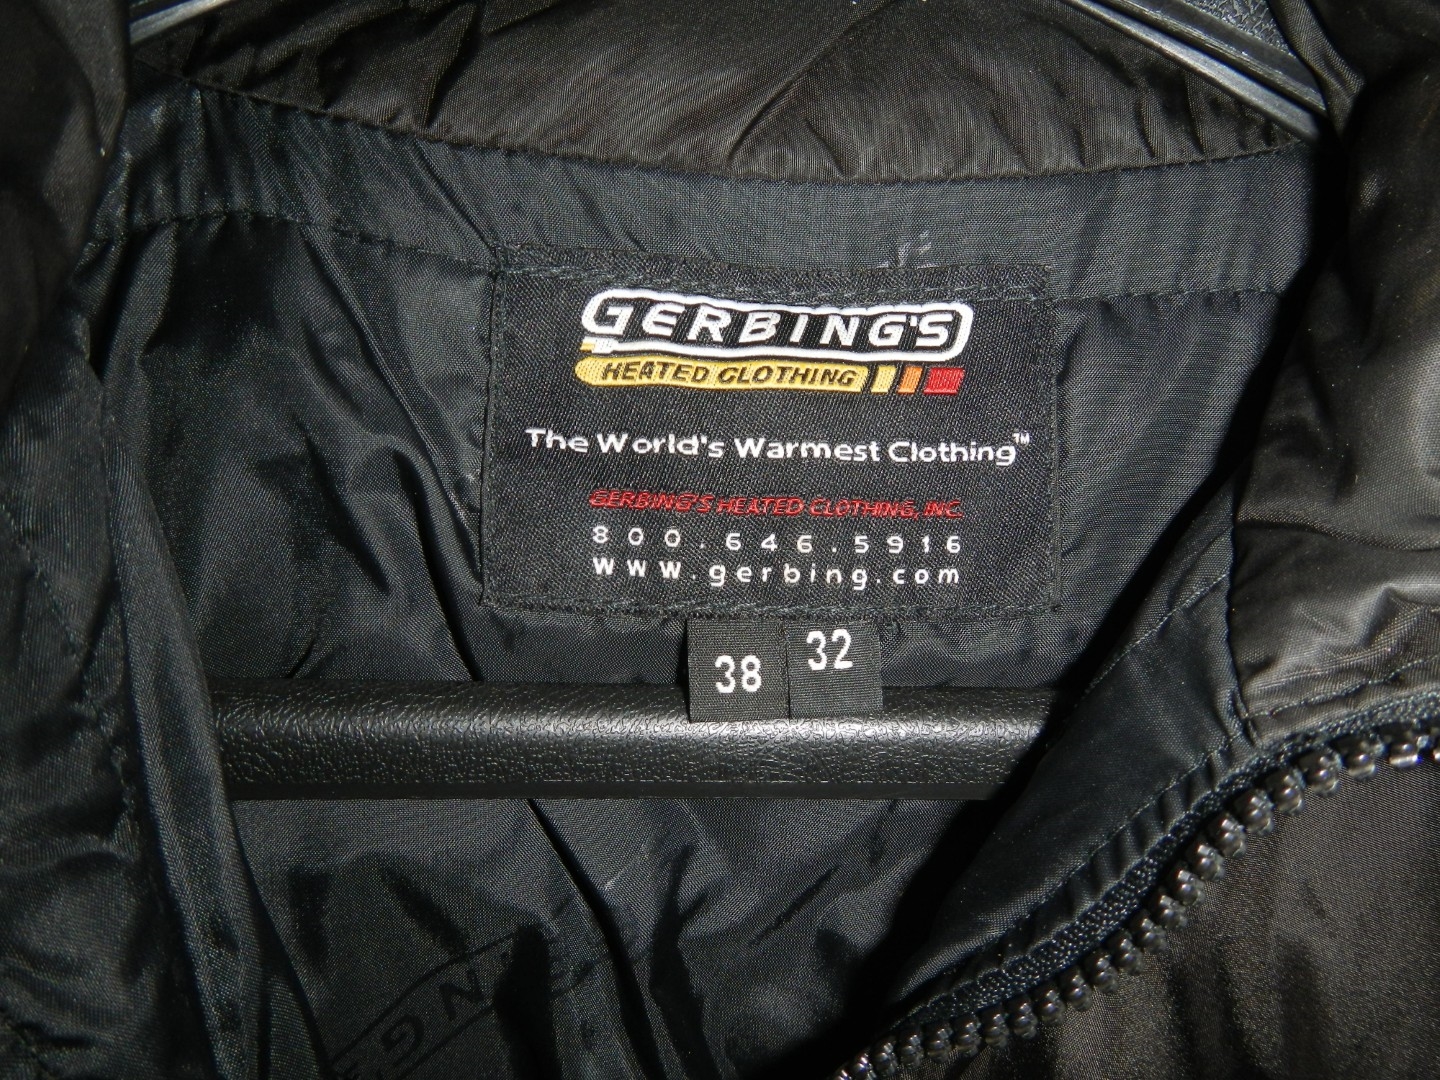 GERBING'S
HEATED CLOTHING
The World's Warmest Clothing™
GERBING'S HEATED CLOTHING, INC.
800.646.5916
www.gerbing.com
38
32